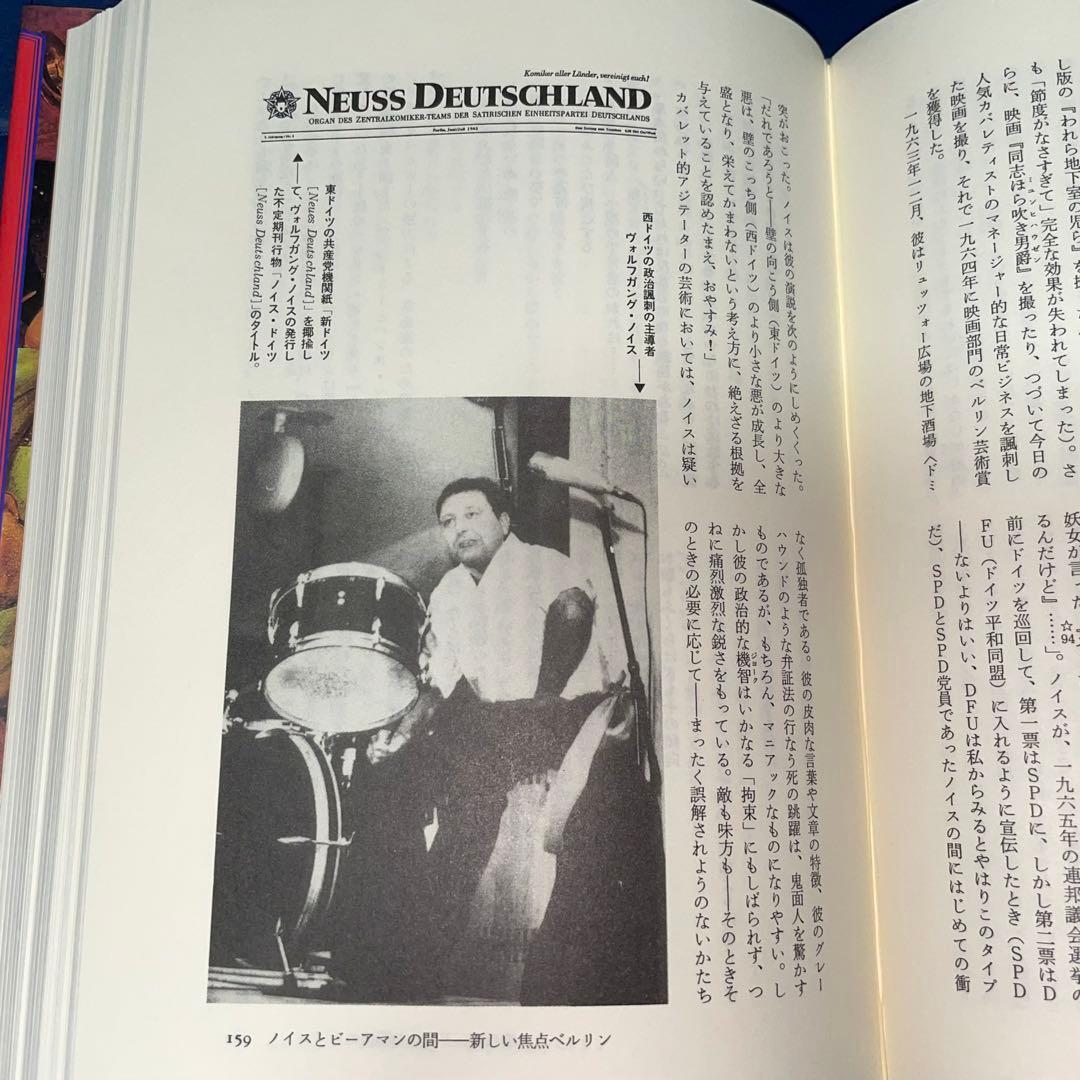 し版の『われら地下室の児ら』を
も「節度がなさすぎて」完全な効果が失われてしまった)。さ
らに、映画『同志ほら吹き男爵』を撮ったり、つづいて今日の
ミュンヒハウゼン
人気カバレティストのマネージャー的な日常ビジネスを諷刺し
た映画を撮り、それで一九六四年に映画部門のベルリン芸術賞
を獲得した。
一九六三年一二月、彼はリュッツォー広場の地下酒場〈ドミ
妖女が言った
☆94
るんだけど』……」。ノイスが、一九六五年の連邦議会選挙の
前にドイツを巡回して、第一票はSPDに、しかし第二票はD
FU(ドイツ平和同盟)に入れるように宣伝したとき(SPD
――ないよりはいい、DFUは私からみるとやはりこのタイプ
だ)、SPDとSPD党員であったノイスの間にはじめての衝
突がおこった。ノイスは彼の演説を次のようにしめくくった。
「だれであろうと――壁の向こう側(東ドイツ)のより大きな
悪は、壁のこっち側(西ドイツ)のより小さな悪が成長し、全
盛となり、栄えてかまわないという考え方に、絶えざる根拠を
与えていることを認めたまえ、おやすみ!」
カバレット的アジテーターの芸術においては、ノイスは疑い
なく孤独者である。彼の皮肉な言葉や文章の特徴、彼のグレー
ハウンドのような弁証法の行なう死の跳躍は、鬼面人を驚かす
ものであるが、もちろん、マニアックなものになりやすい。し
かし彼の政治的な機智はいかなる「拘束」にもしばられず、つ
ジョーク
ねに痛烈激烈な鋭さをもっている。敵も味方も――そのときそ
のときの必要に応じて――まったく誤解されようのないかたち
Komiker aller Länder, vereinigt euch!
NEUSS DEUTSCHLAND
ORGAN DES ZENTRALKOMIKER-TEAMS DER SATIRISCHEN EINHEITSPARTEI DEUTSCHLANDS
西ドイツの政治諷刺の主導者
ヴォルフガング・ノイス
東ドイツの共産党機関紙「新ドイツ
[Neues Deutschland]」を揶揄し
て、ヴォルフガング・ノイスの発行し
た不定期刊行物「ノイス・ドイツ
[Neuss Deutschland]」のタイトル。
159 ノイスとビーアマンの間――新しい焦点ベルリン